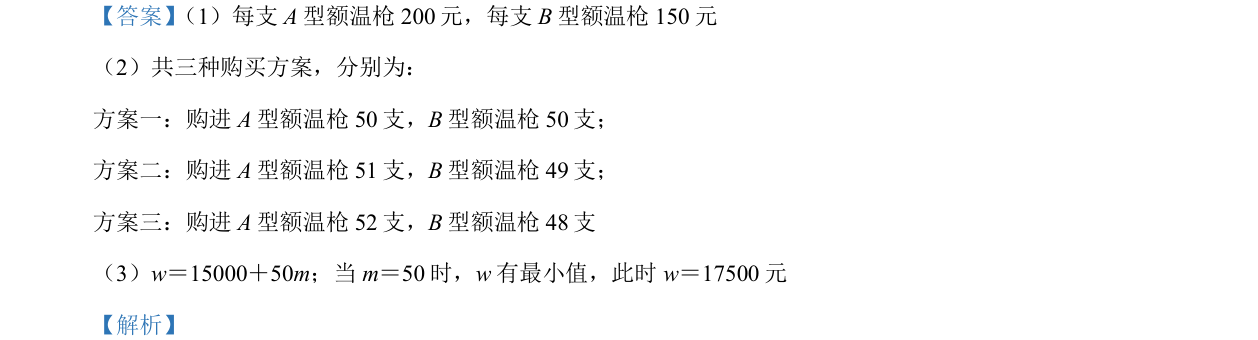 【答案】（1）每支 A 型额温枪 200 元，每支 B 型额温枪 150 元
（2）共三种购买方案，分别为：
方案一：购进 A 型额温枪 50 支，B 型额温枪 50 支；
方案二：购进 A 型额温枪 51 支，B 型额温枪 49 支；
方案三：购进 A 型额温枪 52 支，B 型额温枪 48 支
（3）w＝15000＋50m；当 m＝50 时，w 有最小值，此时 w＝17500 元
【解析】